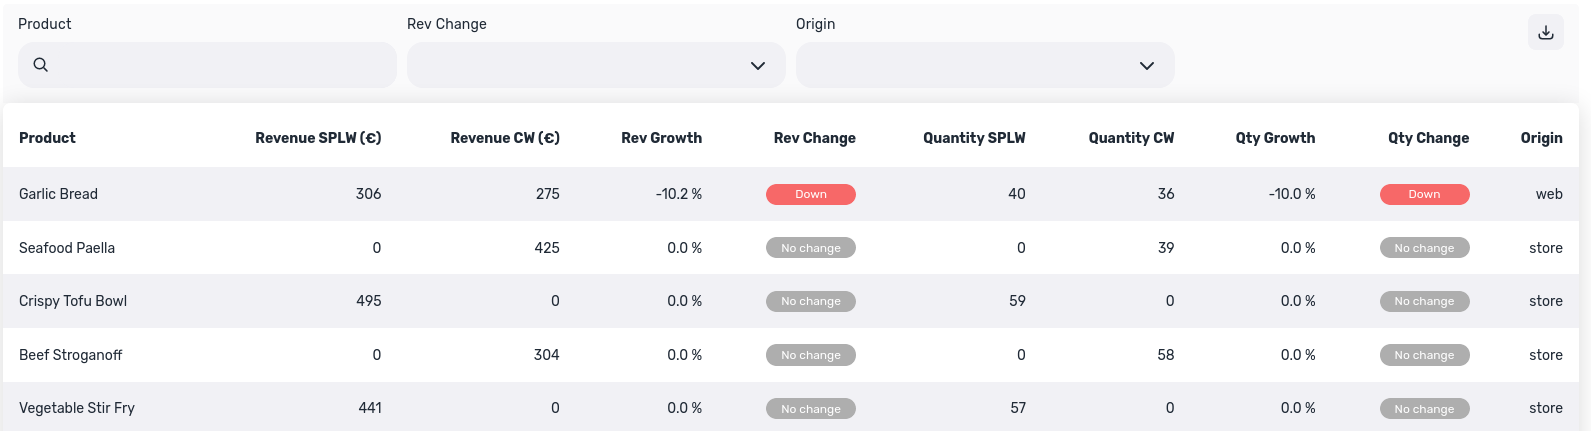 Product Rev Change Origin
Product Revenue SPLW (€) Revenue CW (€) Rev Growth Rev Change Quantity SPLW Quantity CW Qty Growth Qty Change Origin
Garlic Bread 306 275 -10.2 % Down 40 36 -10.0 % Down web
Seafood Paella 0 425 0.0 % No change 0 39 0.0 % No change store
Crispy Tofu Bowl 495 0 0.0 % No change 59 0 0.0 % No change store
Beef Stroganoff 0 304 0.0 % No change 0 58 0.0 % No change store
Vegetable Stir Fry 441 0 0.0 % No change 57 0 0.0 % No change store